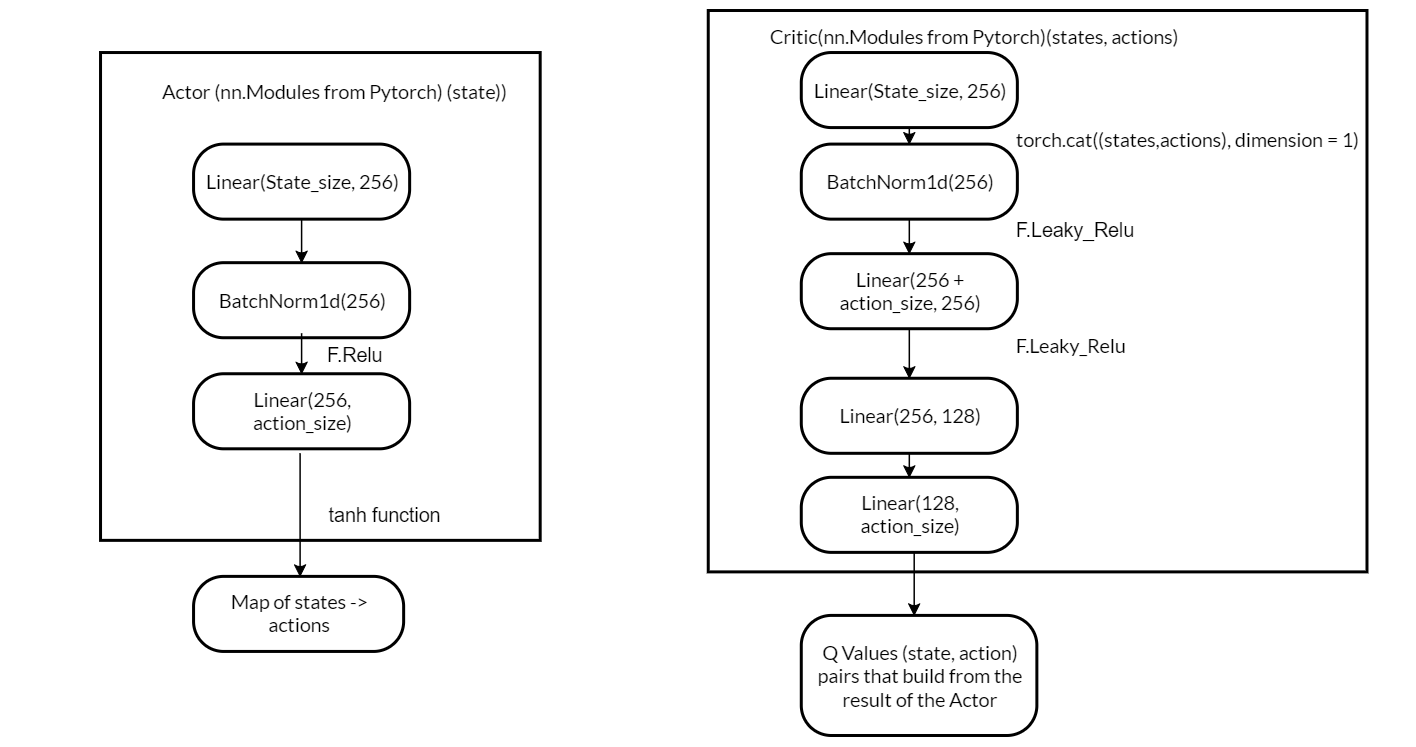 Actor (nn.Modules from Pytorch) (state))
Linear(State_size, 256)
BatchNorm1d(256)
F.Relu
Linear(256,
action_size)
tanh function
Map of states ->
actions
Critic(nn.Modules from Pytorch)(states, actions)
Linear(State_size, 256)
torch.cat((states,actions), dimension = 1)
BatchNorm1d(256)
F.Leaky_Relu
Linear(256 +
action_size, 256)
F.Leaky_Relu
Linear(256, 128)
Linear(128,
action_size)
Q Values (state, action)
pairs that build from the
result of the Actor